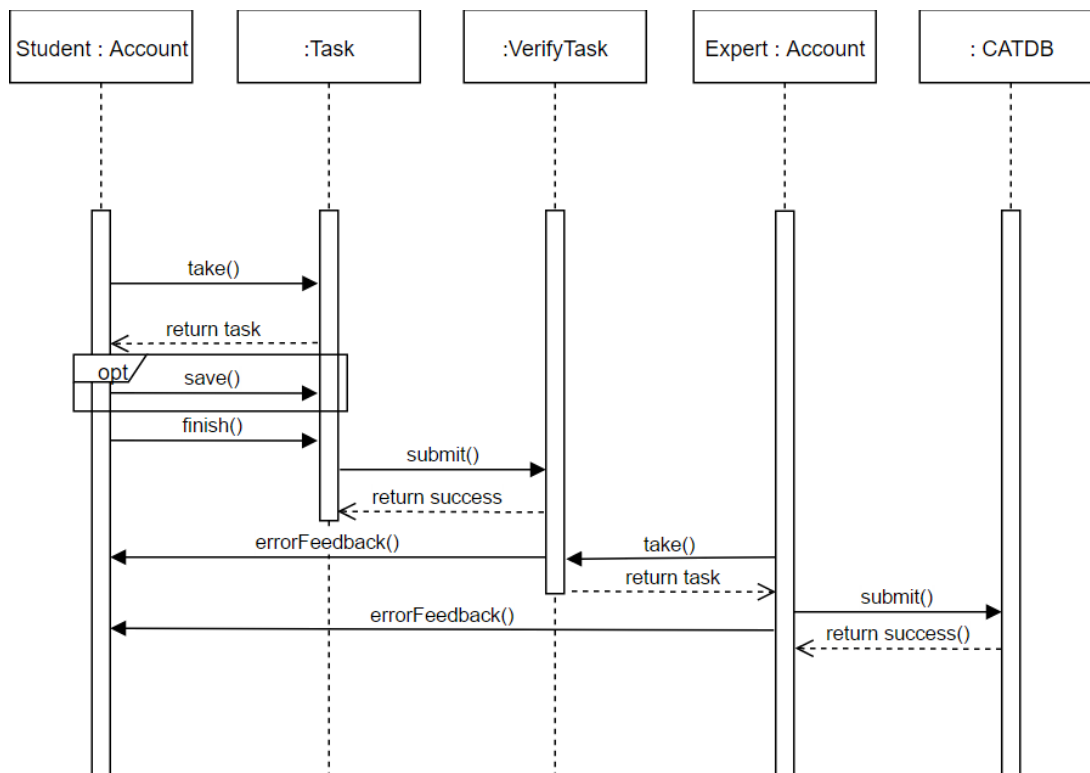 Student : Account
:Task
:VerifyTask
Expert : Account
: CATDB
take()
return task
opt
save()
finish()
submit()
return success
errorFeedback()
take()
return task
submit()
errorFeedback()
return success()